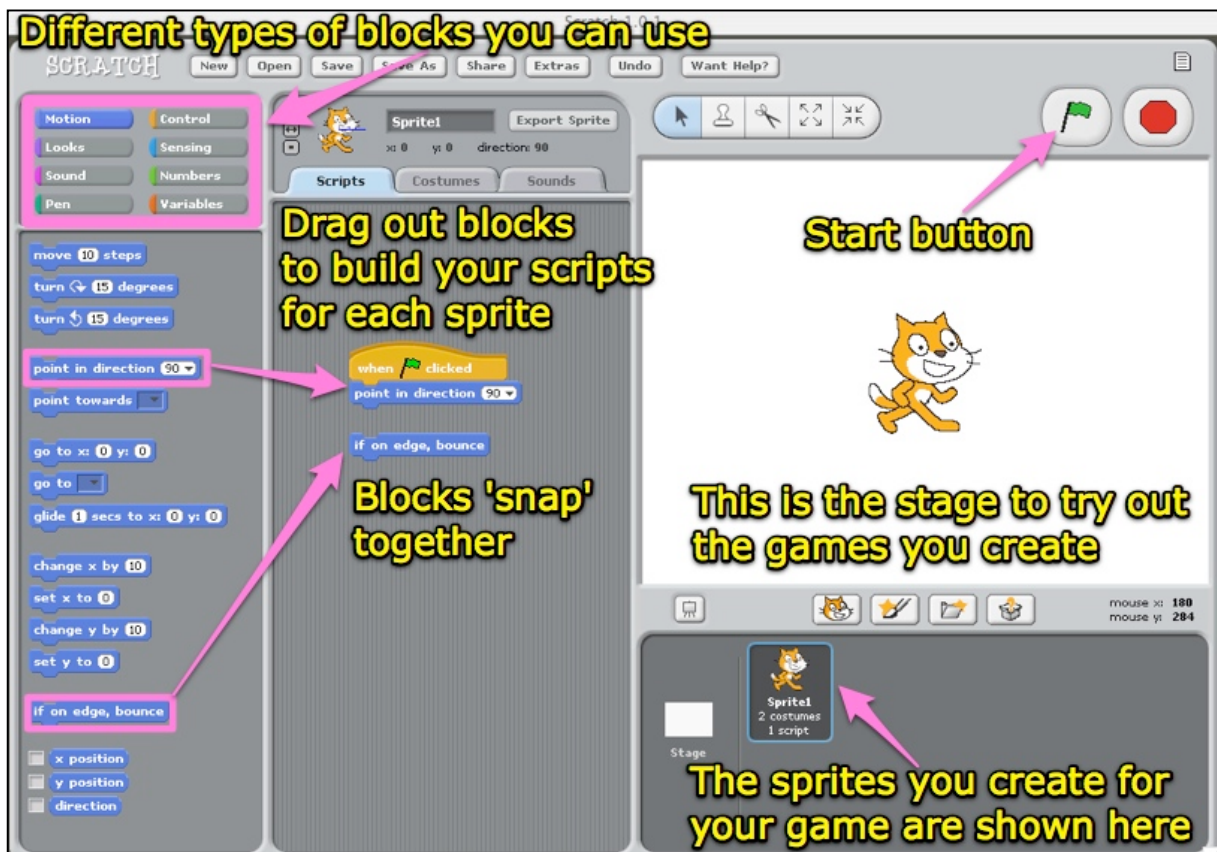 Scratch 1.0.1
Different types of blocks you can use
SCRATCH
New Open Save Save As Share Extras Undo Want Help?
Motion Control
Looks Sensing
Sound Numbers
Pen Variables
Sprite1 Export Sprite
x: 0 y: 0 direction: 90
Scripts Costumes Sounds
move 10 steps
turn 15 degrees
turn 15 degrees
point in direction 90
point towards
go to x: 0 y: 0
go to
glide 1 secs to x: 0 y: 0
change x by 10
set x to 0
change y by 10
set y to 0
if on edge, bounce
x position
y position
direction
Drag out blocks
to build your scripts
for each sprite
when clicked
point in direction 90
if on edge, bounce
Blocks 'snap'
together
Start button
This is the stage to try out
the games you create
mouse x: 180
mouse y: 284
Sprite1
2 costumes
1 script
Stage
The sprites you create for
your game are shown here